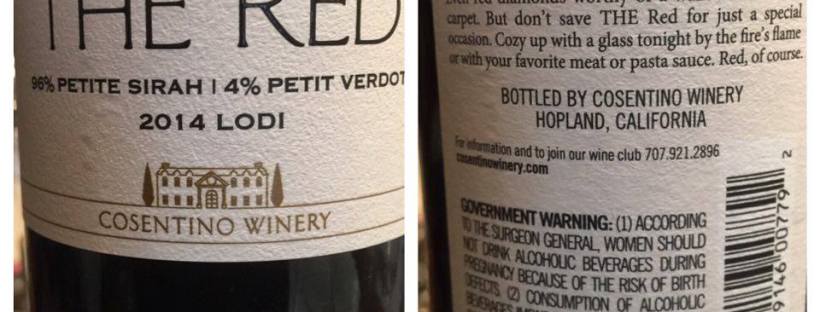 THE RED
96% PETITE SIRAH | 4% PETIT VERDOT
2014 LODI
COSENTINO WINERY
carpet. But don't save THE Red for just a special
occasion. Cozy up with a glass tonight by the fire's flame
or with your favorite meat or pasta sauce. Red, of course.
BOTTLED BY COSENTINO WINERY
HOPLAND, CALIFORNIA
For information and to join our wine club 707.921.2896
cosentinowinery.com
GOVERNMENT WARNING: (1) ACCORDING
TO THE SURGEON GENERAL, WOMEN SHOULD
NOT DRINK ALCOHOLIC BEVERAGES DURING
PREGNANCY BECAUSE OF THE RISK OF BIRTH
DEFECTS. (2) CONSUMPTION OF ALCOHOLIC
BEVERAGES
9146 00779 2